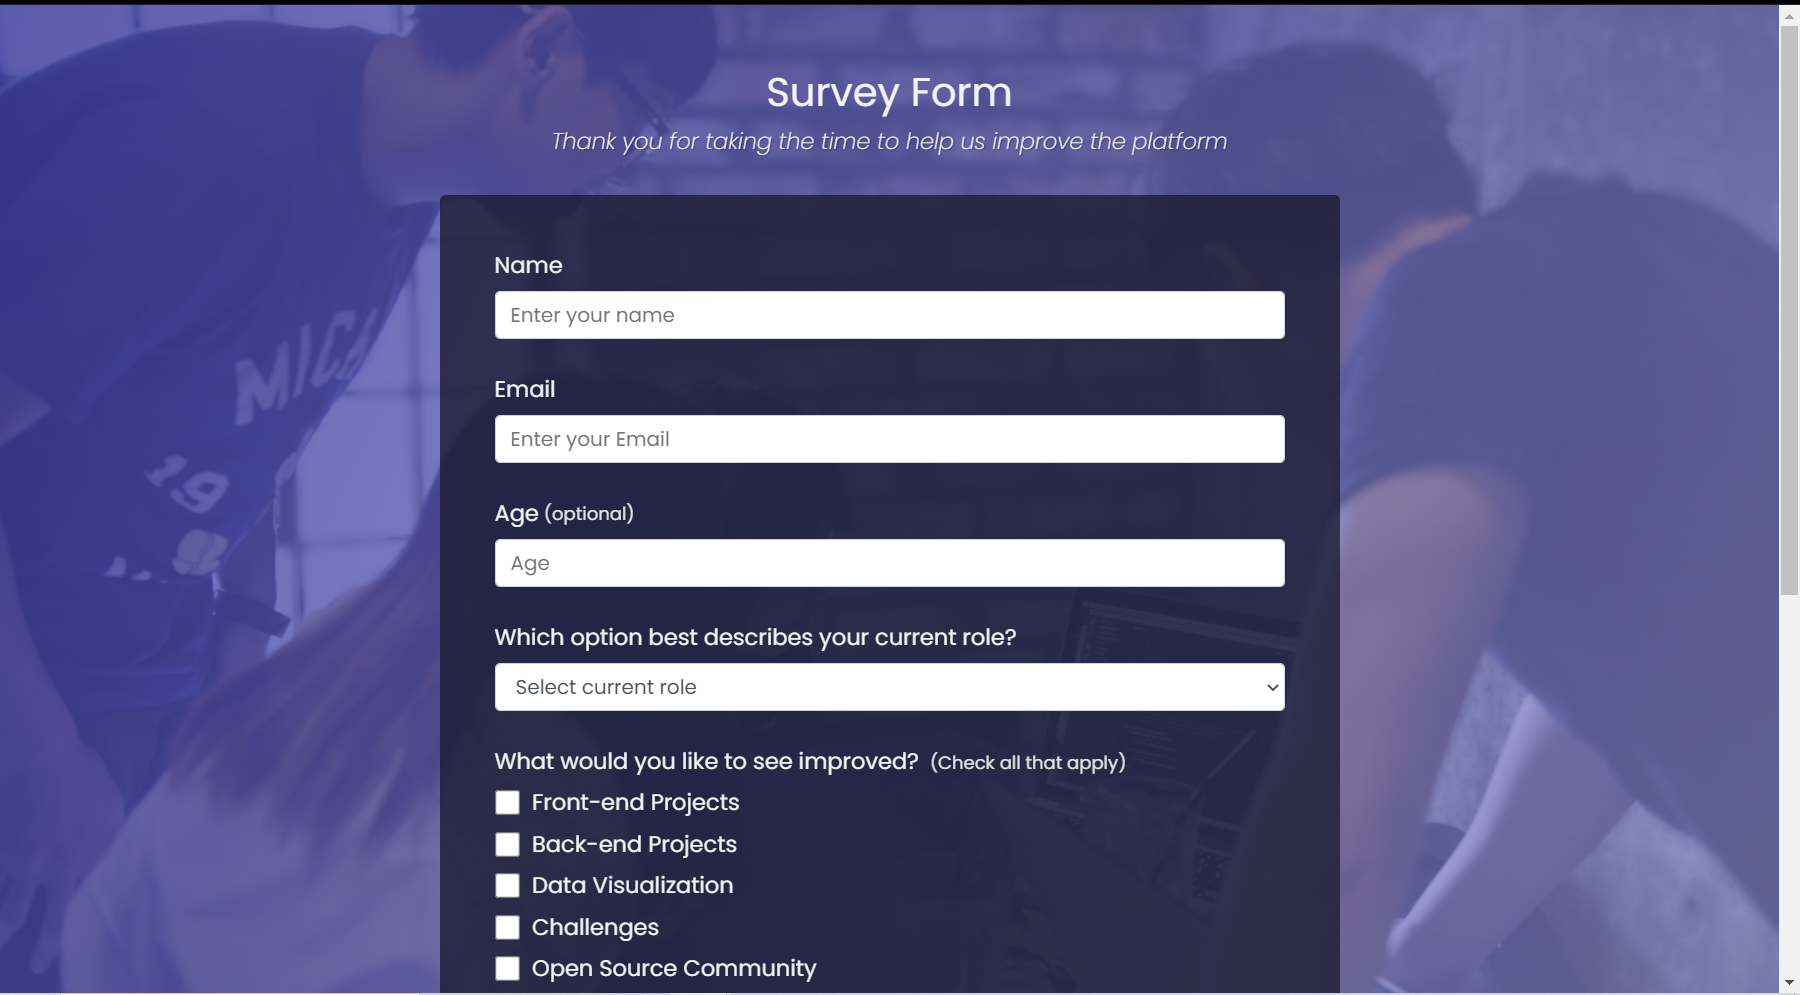 Survey Form
Thank you for taking the time to help us improve the platform
Name
Enter your name
Email
Enter your Email
Age (optional)
Age
Which option best describes your current role?
Select current role
What would you like to see improved? (Check all that apply)
Front-end Projects
Back-end Projects
Data Visualization
Challenges
Open Source Community
MICH
19